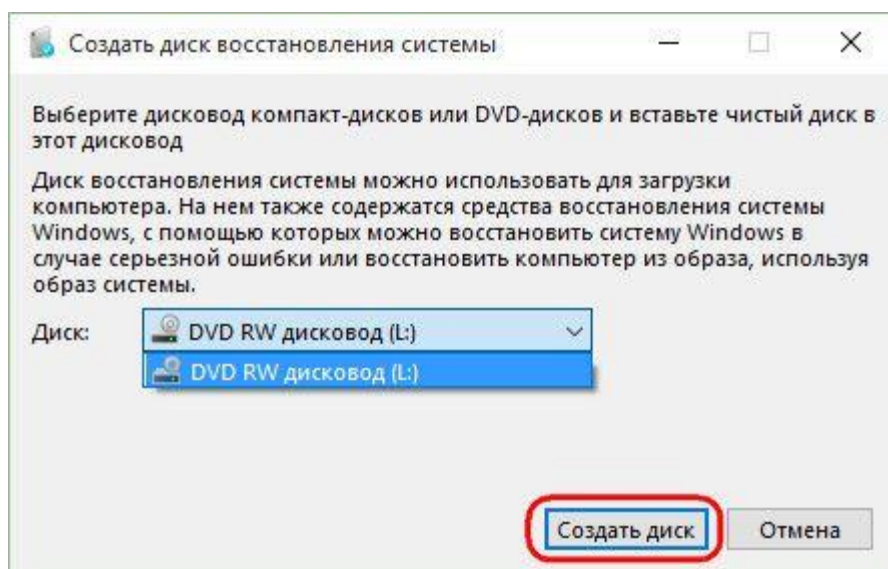 Создать диск восстановления системы
Выберите дисковод компакт-дисков или DVD-дисков и вставьте чистый диск в
этот дисковод
Диск восстановления системы можно использовать для загрузки
компьютера. На нем также содержатся средства восстановления системы
Windows, с помощью которых можно восстановить систему Windows в
случае серьезной ошибки или восстановить компьютер из образа, используя
образ системы.
Диск: DVD RW дисковод (L:)
DVD RW дисковод (L:)
Создать диск Отмена